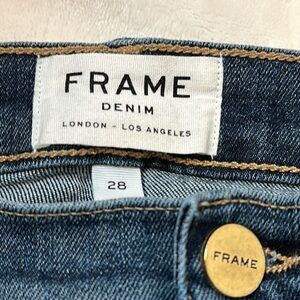 FRAME
DENIM
LONDON - LOS ANGELES
28
FRAME